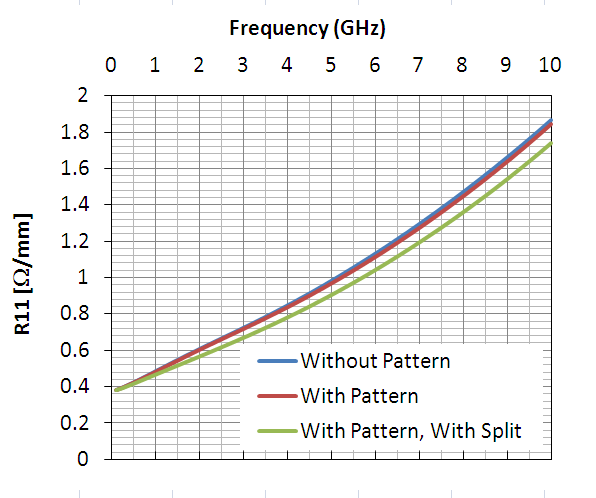 Frequency (GHz)
0 1 2 3 4 5 6 7 8 9 10
2
1.8
1.6
1.4
1.2
1
0.8
0.6
0.4
0.2
0
R11 [Ω/mm]
Without Pattern
With Pattern
With Pattern, With Split